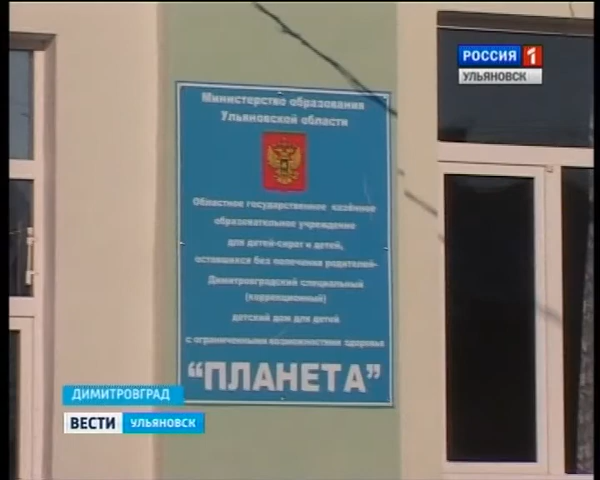 РОССИЯ 1
УЛЬЯНОВСК
Министерство образования
Ульяновской области
Областное государственное казённое
образовательное учреждение
для детей-сирот и детей,
оставшихся без попечения родителей-
Димитровградский специальный
(коррекционный)
детский дом для детей
с ограниченными возможностями здоровья
"ПЛАНЕТА"
ДИМИТРОВГРАД
ВЕСТИ УЛЬЯНОВСК